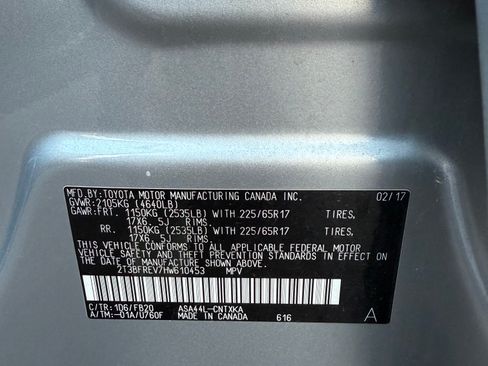 MFD.BY:TOYOTA MOTOR MANUFACTURING CANADA INC. 02/17
GVWR:2105KG (4640LB)
GAWR:FRT. 1150KG (2535LB) WITH 225/65R17 TIRES,
17X6. 5J RIMS,
RR. 1150KG (2535LB) WITH 225/65R17 TIRES,
17X6. 5J RIMS,
THIS VEHICLE CONFORMS TO ALL APPLICABLE FEDERAL MOTOR
VEHICLE SAFETY AND BUMPER STANDARDS IN EFFECT ON THE
DATE OF MANUFACTURE SHOWN ABOVE.
2T3BFREV7HW610453 MPV
C/TR:1D6/FB20 ASA44L-CNTXKA
A/TM:-01A/U760F MADE IN CANADA 616 A